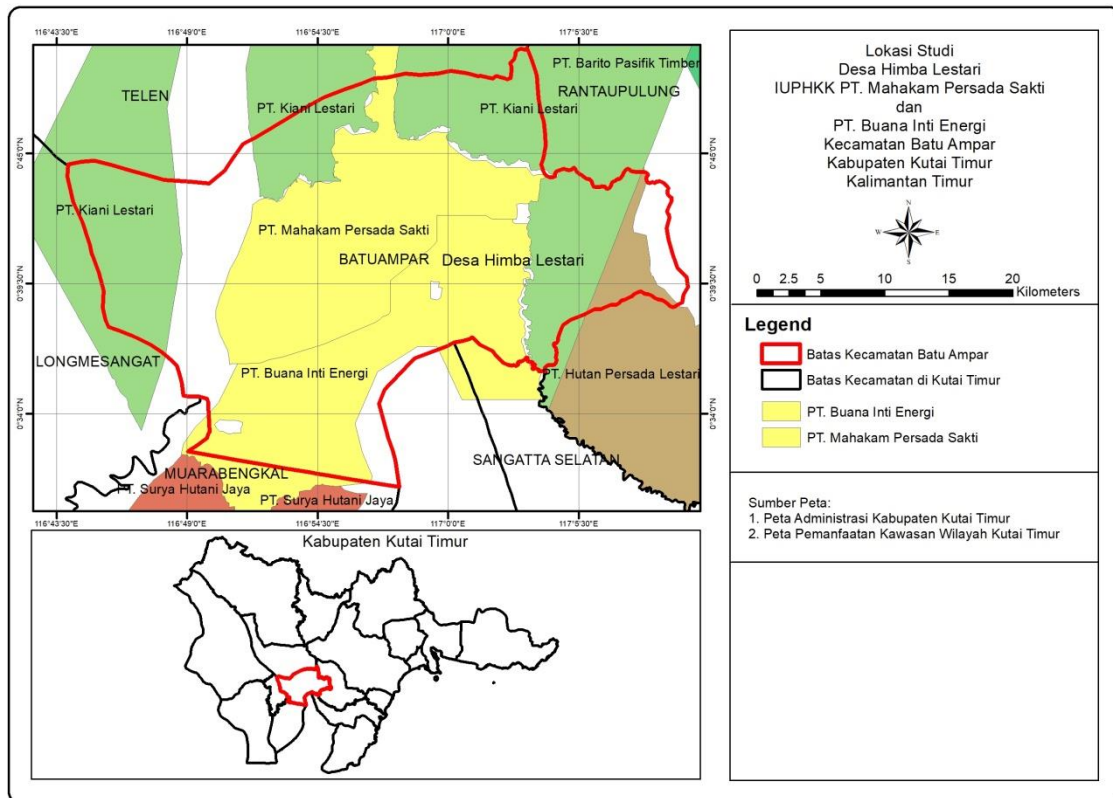 116°43'30"E 116°49'0"E 116°54'30"E 117°0'0"E 117°5'30"E
0°45'0"N
0°39'30"N
0°34'0"N
PT. Barito Pasifik Timber
TELEN
RANTAUPULUNG
PT. Kiani Lestari
PT. Kiani Lestari
0°45'0"N
PT. Kiani Lestari
PT. Mahakam Persada Sakti
BATUAMPAR
Desa Himba Lestari
0°39'30"N
LONGMESANGAT
PT. Buana Inti Energi
PT. Hutan Persada Lestari
0°34'0"N
SANGATTA SELATAN
MUARABENGKAL
PT. Surya Hutani Jaya
PT. Surya Hutani Jaya
116°43'30"E 116°49'0"E 116°54'30"E 117°0'0"E 117°5'30"E
Kabupaten Kutai Timur
Lokasi Studi
Desa Himba Lestari
IUPHKK PT. Mahakam Persada Sakti
dan
PT. Buana Inti Energi
Kecamatan Batu Ampar
Kabupaten Kutai Timur
Kalimantan Timur
N
W E
S
0 2.5 5 10 15 20
Kilometers
Legend
Batas Kecamatan Batu Ampar
Batas Kecamatan di Kutai Timur
PT. Buana Inti Energi
PT. Mahakam Persada Sakti
Sumber Peta:
1. Peta Administrasi Kabupaten Kutai Timur
2. Peta Pemanfaatan Kawasan Wilayah Kutai Timur